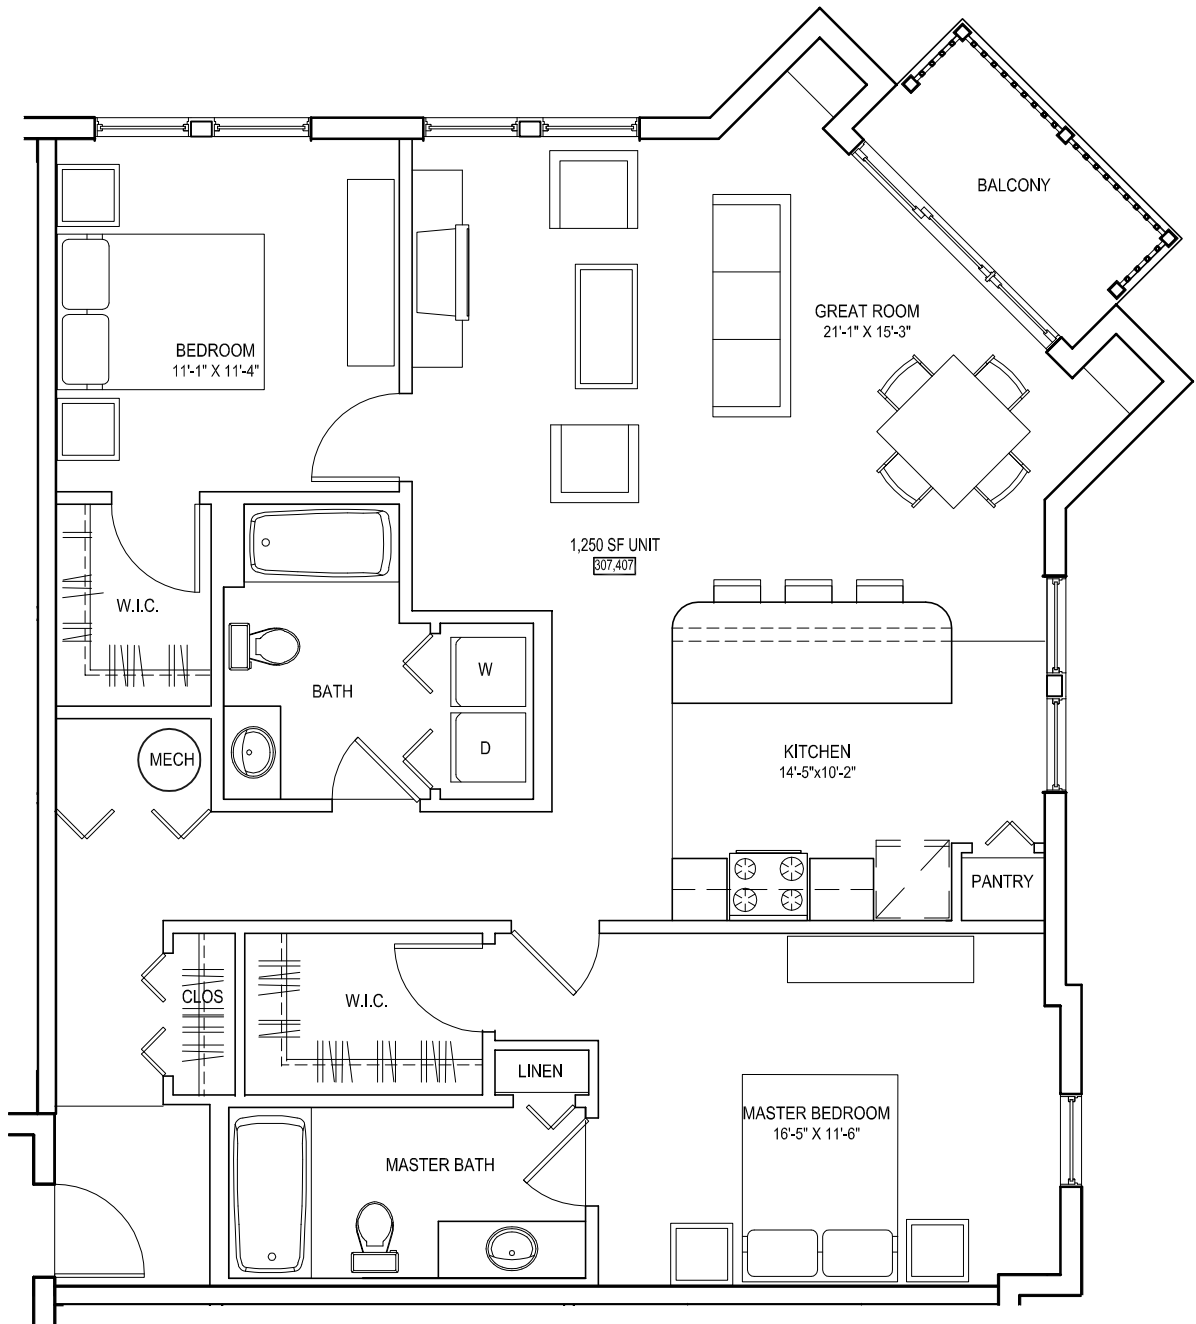 BALCONY
GREAT ROOM
21'-1" X 15'-3"
BEDROOM
11'-1" X 11'-4"
1,250 SF UNIT
307,407
W.I.C.
W
BATH
D
MECH
KITCHEN
14'-5"x10'-2"
PANTRY
CLOS
W.I.C.
LINEN
MASTER BEDROOM
16'-5" X 11'-6"
MASTER BATH